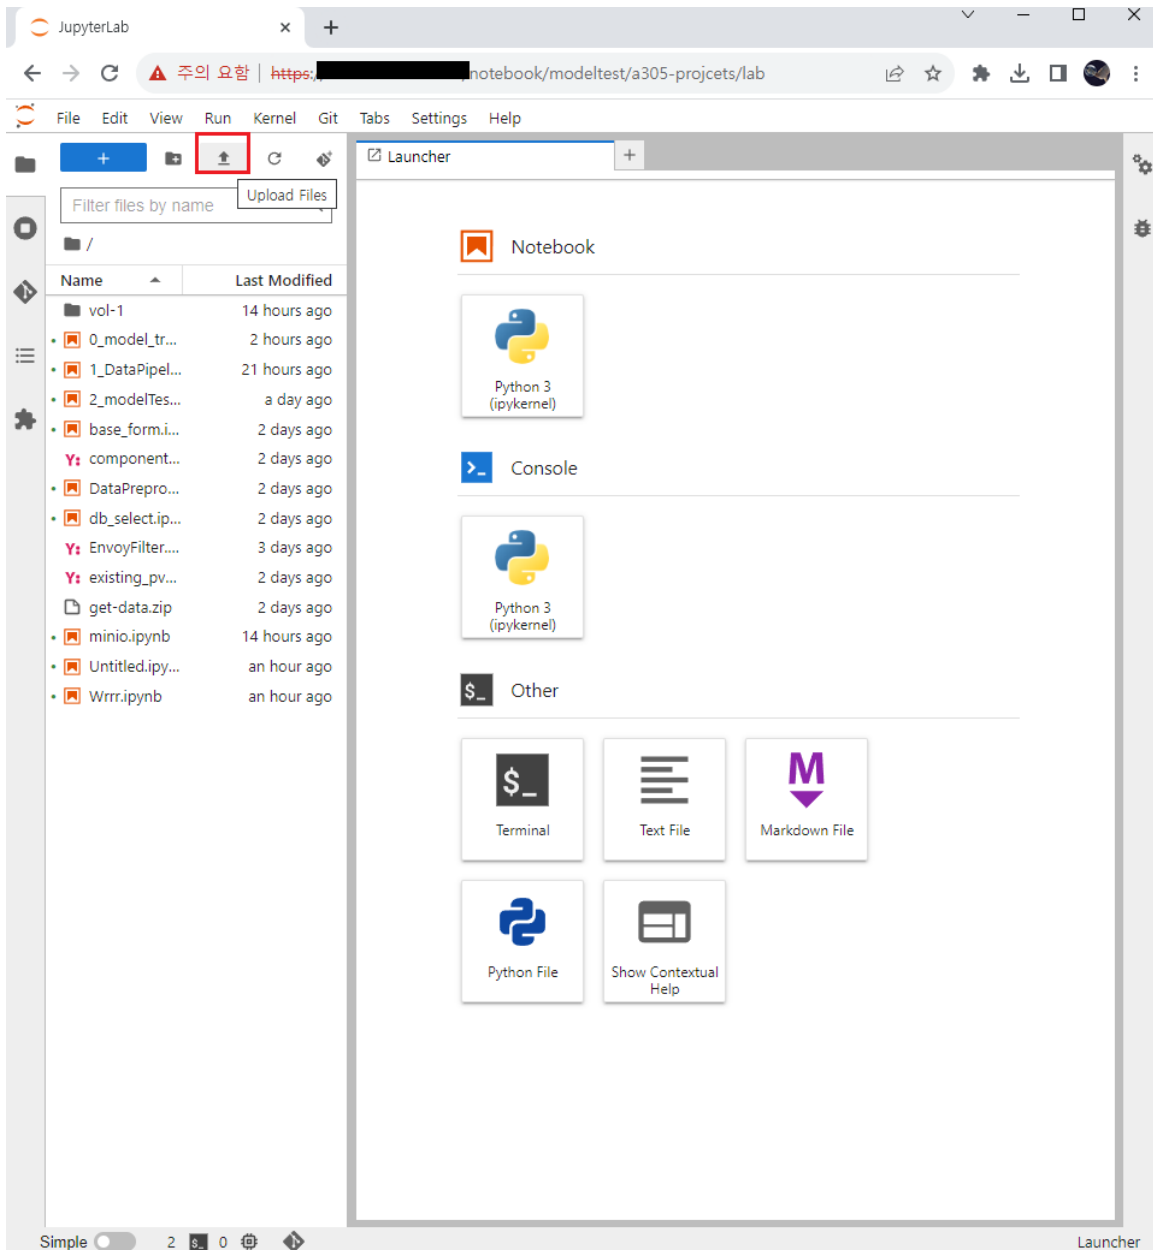 JupyterLab
주의 요함 https:/ notebook/modeltest/a305-projcets/lab
File Edit View Run Kernel Git Tabs Settings Help
Launcher
Upload Files
Filter files by name
/
Name Last Modified
vol-1 14 hours ago
0_model_tr... 2 hours ago
1_DataPipel... 21 hours ago
2_modelTes... a day ago
base_form.i... 2 days ago
Y: component... 2 days ago
DataPrepro... 2 days ago
db_select.ip... 2 days ago
Y: EnvoyFilter.... 3 days ago
Y: existing_pv... 2 days ago
get-data.zip 2 days ago
minio.ipynb 14 hours ago
Untitled.ipy... an hour ago
Wrrr.ipynb an hour ago
Notebook
Python 3
(ipykernel)
Console
Python 3
(ipykernel)
$_ Other
$_
Terminal
Text File
M
Markdown File
Python File
Show Contextual
Help
Simple 2 $_ 0 Launcher